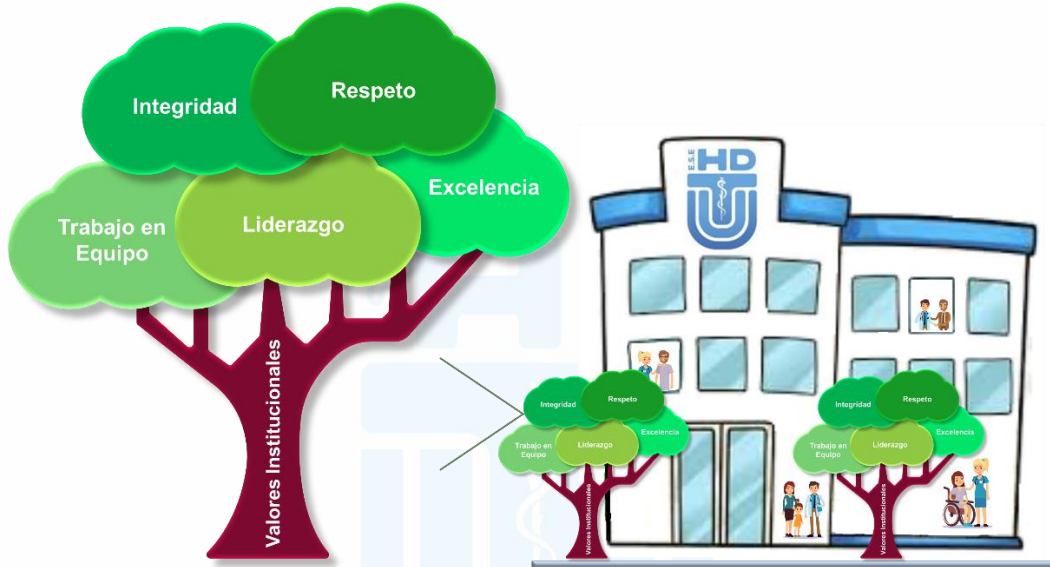 Integridad
Respeto
Trabajo en
Equipo
Liderazgo
Excelencia
Valores Institucionales
E.S.E
HD
Integridad
Respeto
Trabajo en
Equipo
Liderazgo
Excelencia
Valores Institucionales
Integridad
Respeto
Trabajo en
Equipo
Liderazgo
Excelencia
Valores Institucionales